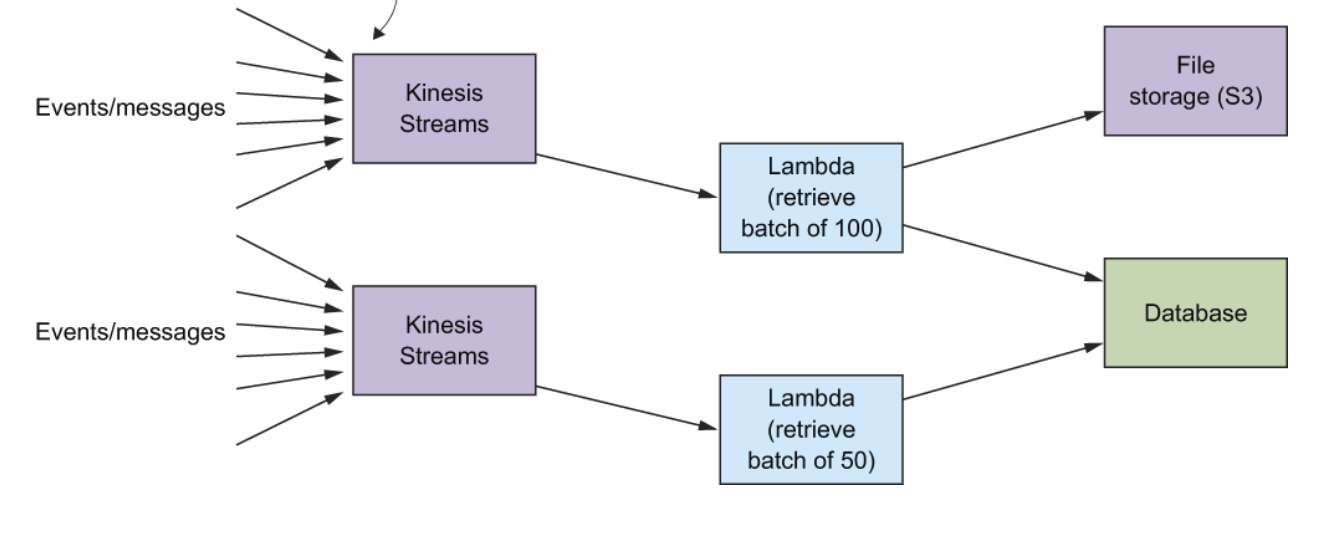 Events/messages
Kinesis
Streams
Lambda
(retrieve
batch of 100)
File
storage (S3)
Events/messages
Kinesis
Streams
Lambda
(retrieve
batch of 50)
Database